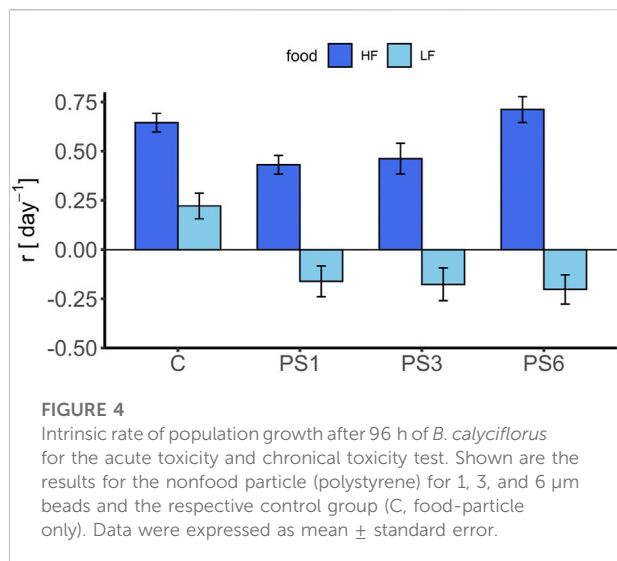 food HF LF
0.75
0.50
0.25
0.00
-0.25
-0.50
r [ day⁻¹ ]
C PS1 PS3 PS6
FIGURE 4
Intrinsic rate of population growth after 96 h of B. calyciflorus
for the acute toxicity and chronical toxicity test. Shown are the
results for the nonfood particle (polystyrene) for 1, 3, and 6 μm
beads and the respective control group (C, food-particle
only). Data were expressed as mean ± standard error.